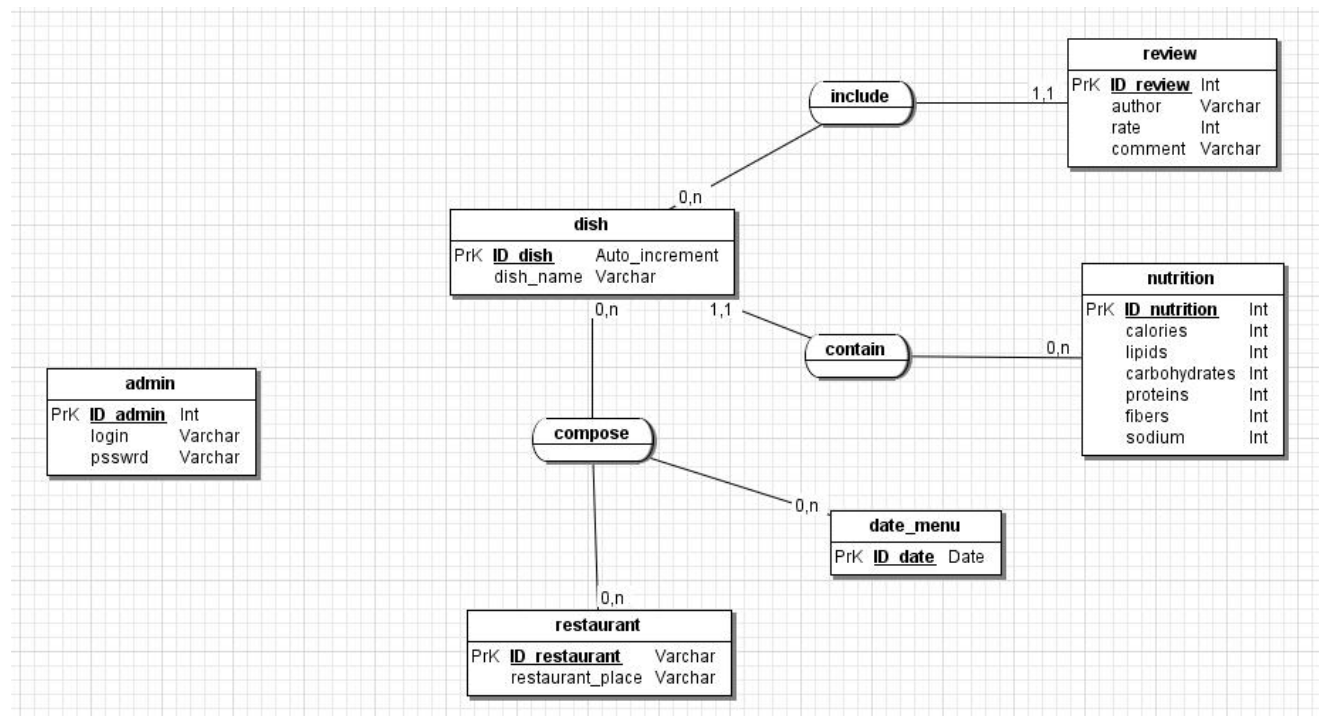 review
PrK ID_review Int
author Varchar
rate Int
comment Varchar
include
1,1
0,n
dish
PrK ID_dish Auto_increment
dish_name Varchar
0,n
1,1
contain
0,n
nutrition
PrK ID_nutrition Int
calories Int
lipids Int
carbohydrates Int
proteins Int
fibers Int
sodium Int
admin
PrK ID_admin Int
login Varchar
psswrd Varchar
compose
0,n
date_menu
PrK ID_date Date
0,n
restaurant
PrK ID_restaurant Varchar
restaurant_place Varchar